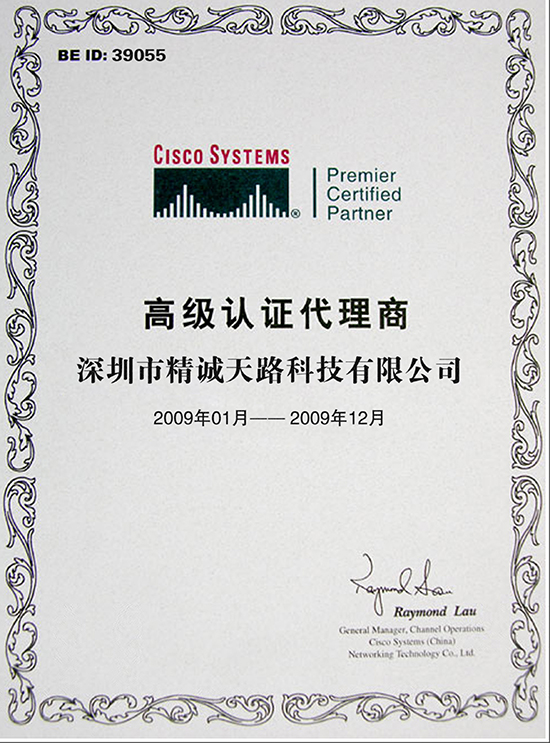 BE ID: 39055
CISCO SYSTEMS
®
Premier
Certified
Partner
高级认证代理商
深圳市精诚天路科技有限公司
2009年01月——2009年12月
Raymond Lau
Raymond Lau
General Manager, Channel Operations
Cisco Systems (China)
Networking Technology Co., Ltd.